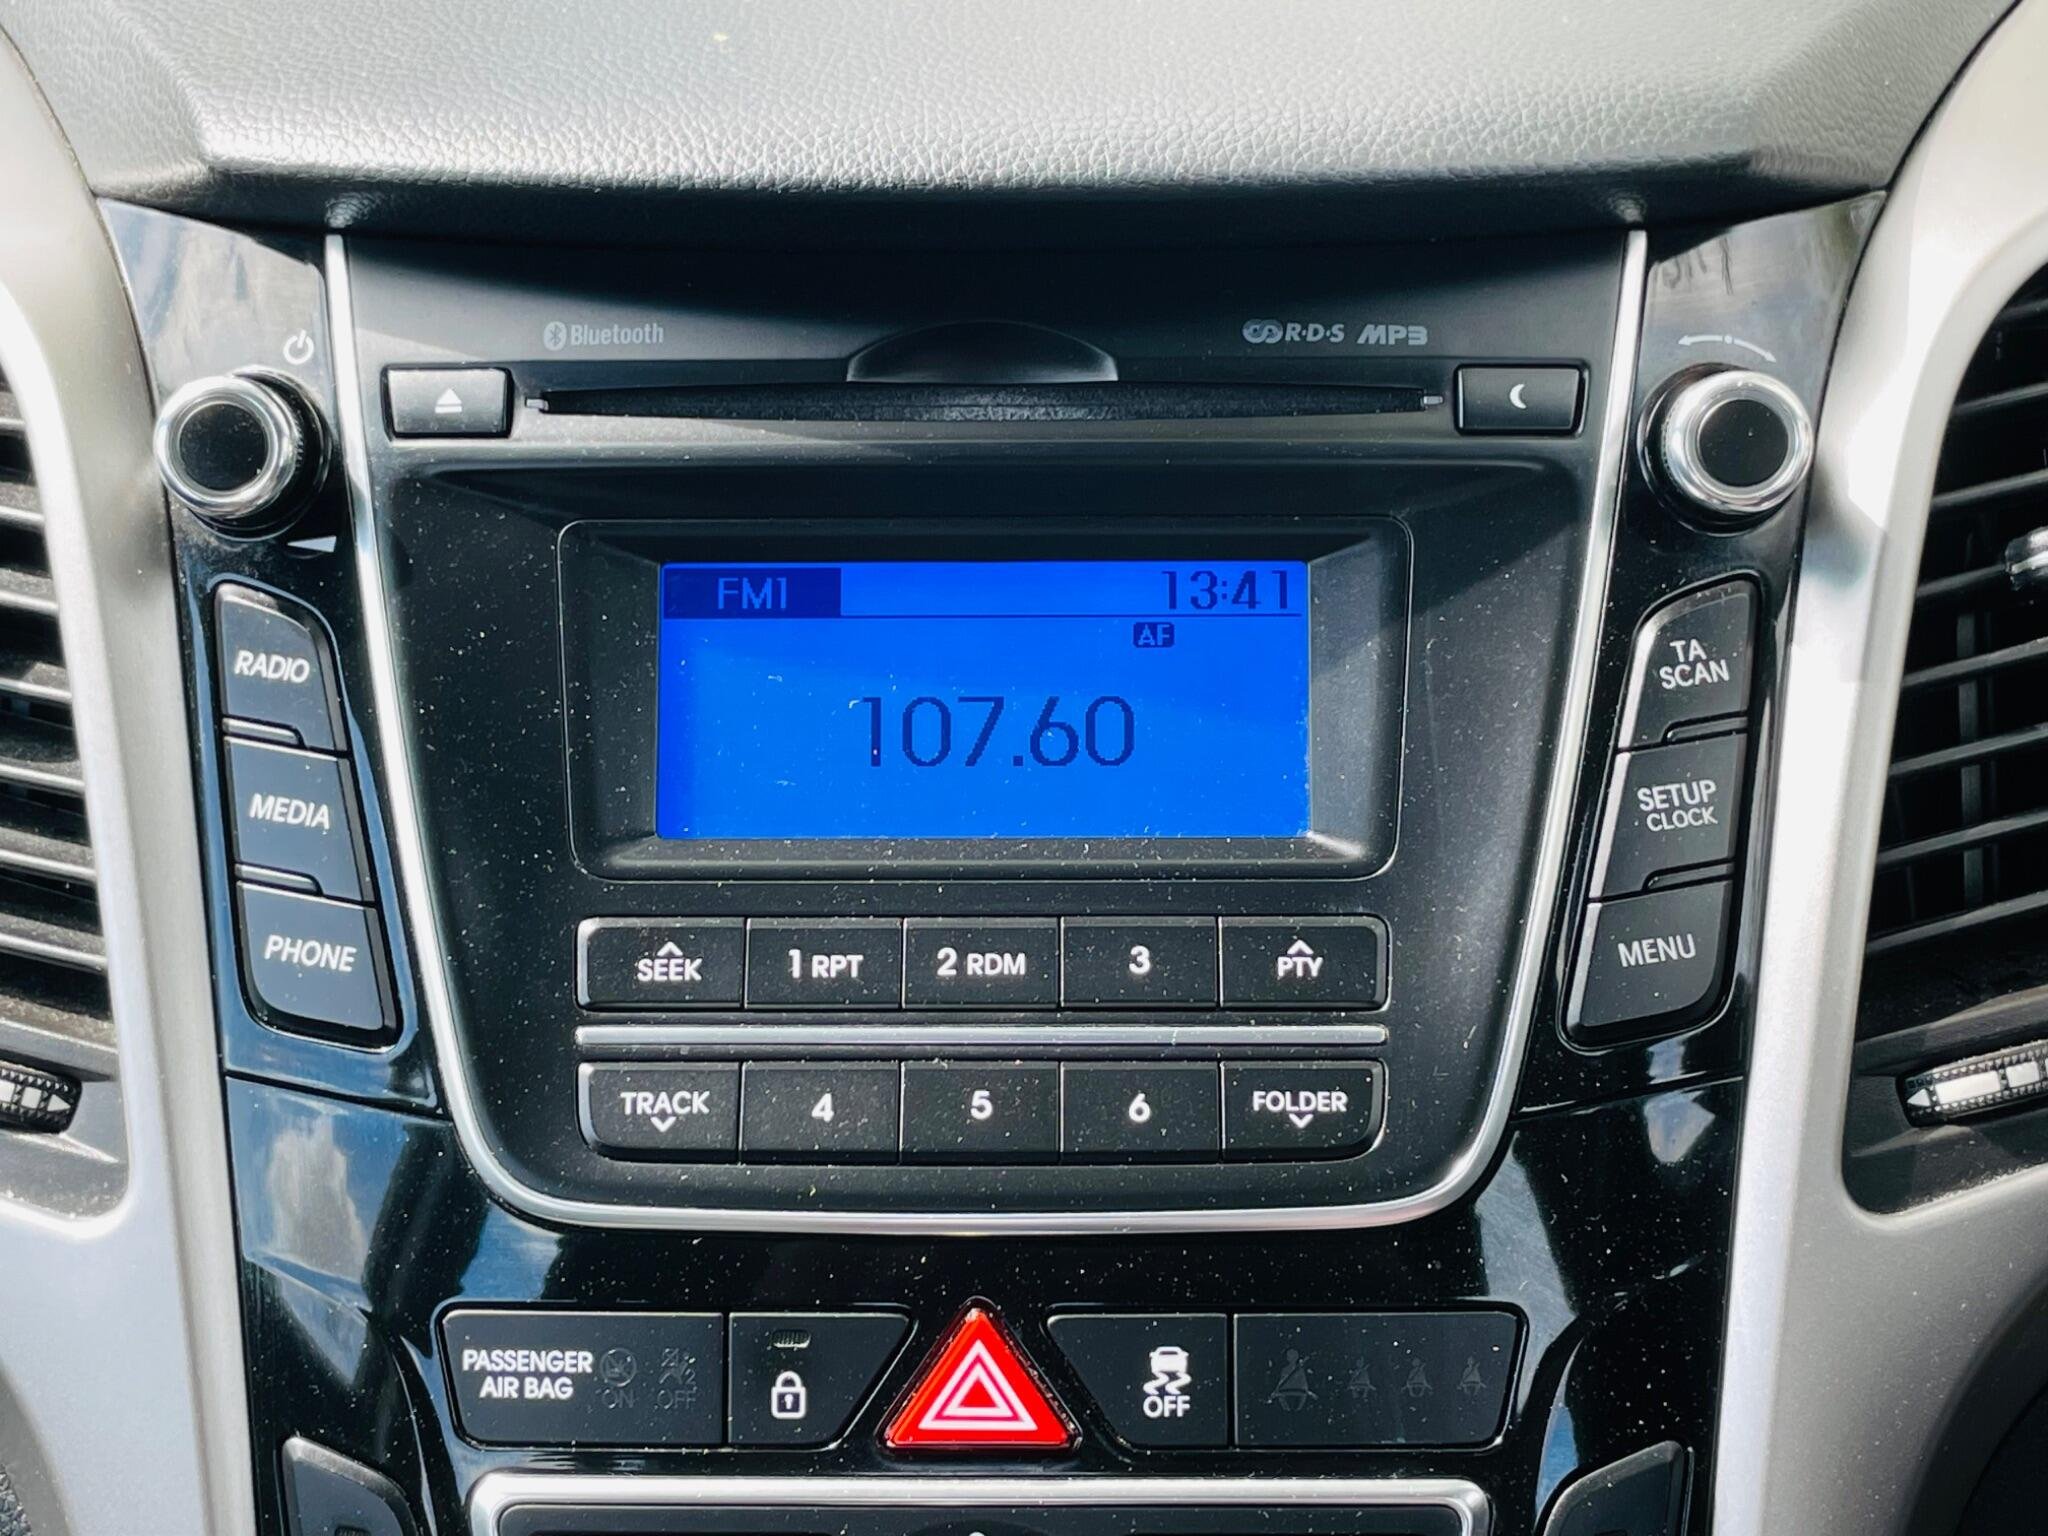 Bluetooth
R·D·S MP3
FM1 13:41
AF
107.60
RADIO
MEDIA
PHONE
TA
SCAN
SETUP
CLOCK
MENU
SEEK 1 RPT 2 RDM 3 PTY
TRACK 4 5 6 FOLDER
PASSENGER
AIR BAG
ON OFF
OFF